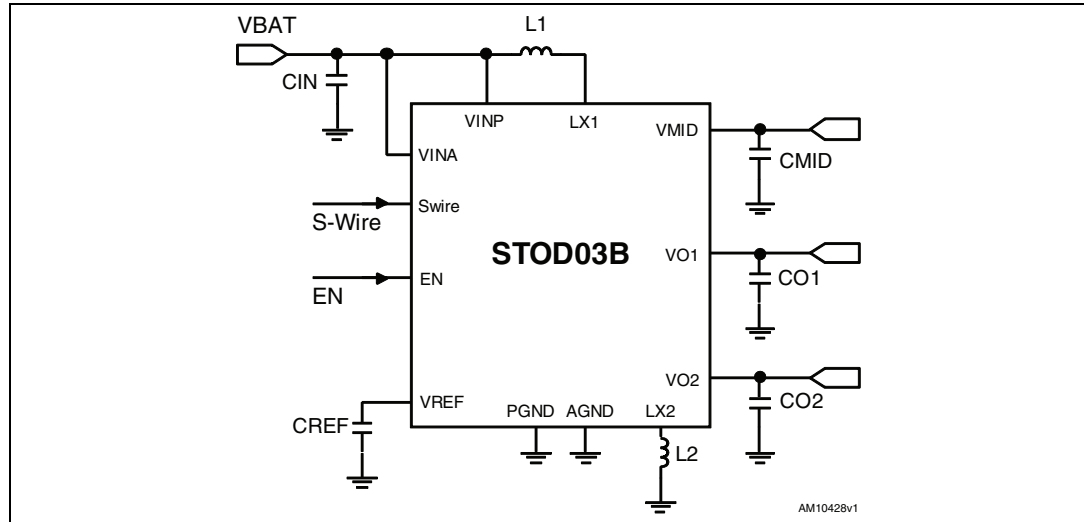 VBAT
L1
CIN
VINP
LX1
VMID
CMID
VINA
Swire
S-Wire
STOD03B
VO1
CO1
EN
EN
VO2
CO2
VREF
CREF
PGND
AGND
LX2
L2
AM10428v1